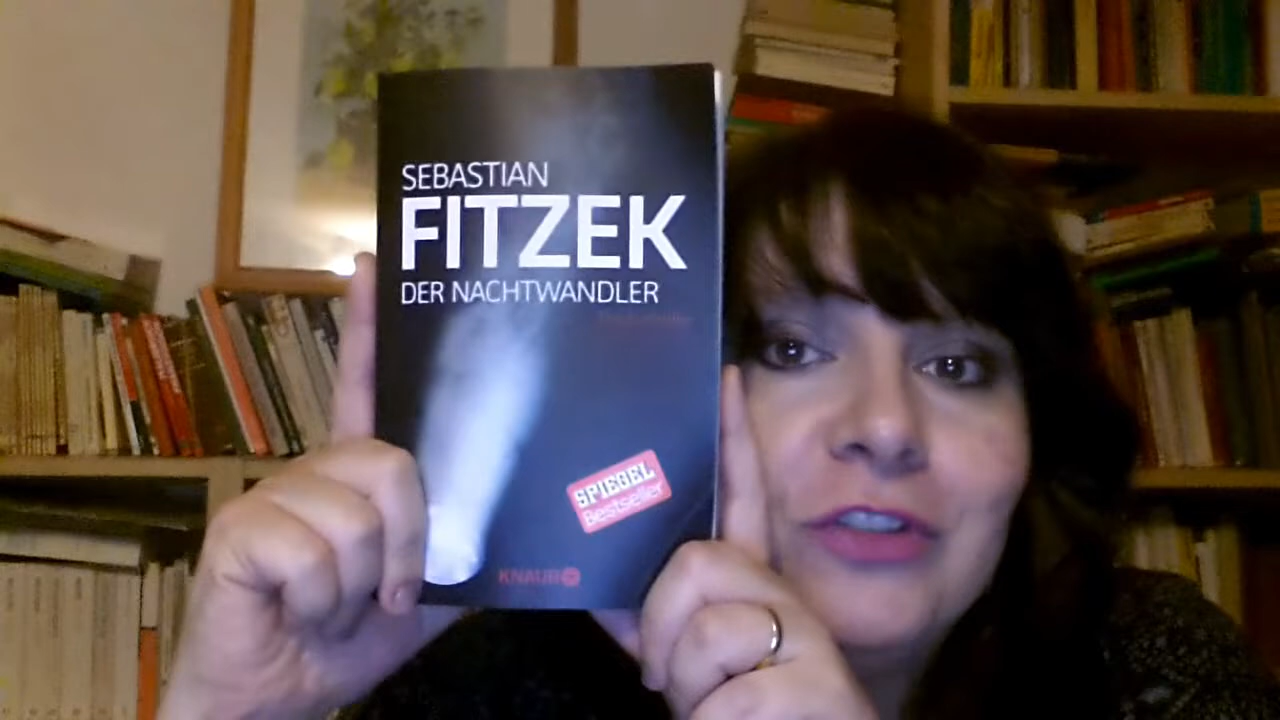 SEBASTIAN
FITZEK
DER NACHTWANDLER
SPIEGEL
Bestseller
KNAUR